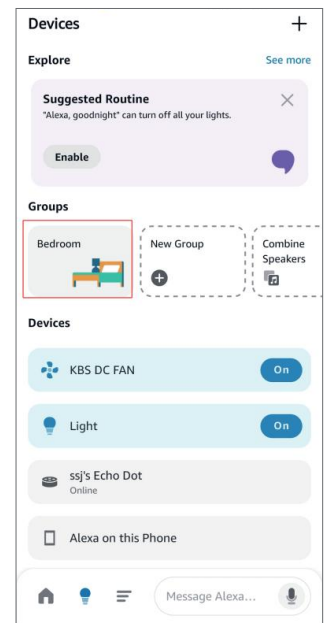 Devices
Explore
See more
Suggested Routine
"Alexa, goodnight" can turn off all your lights.
Enable
Groups
Bedroom
New Group
Combine
Speakers
Devices
KBS DC FAN
On
Light
On
ssj's Echo Dot
Online
Alexa on this Phone
Message Alexa...